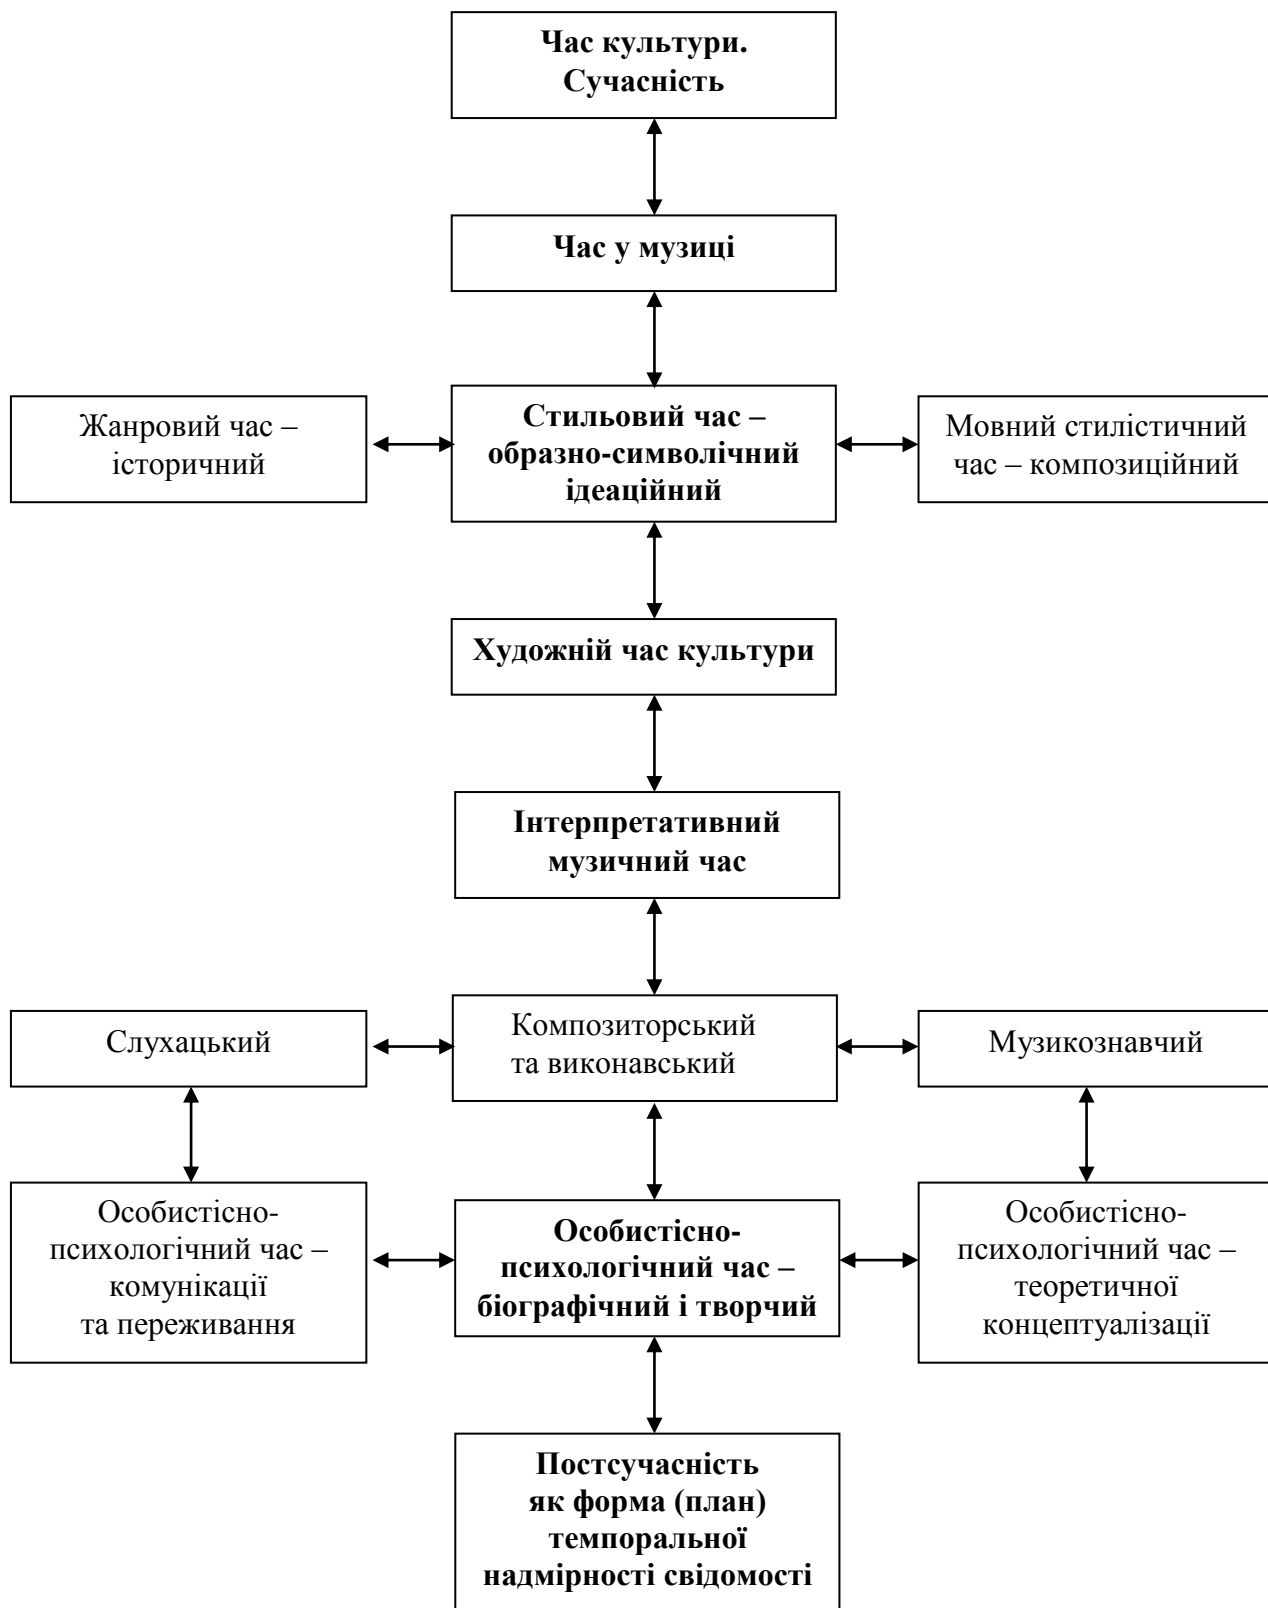 Час культури.
Сучасність
Час у музиці
Жанровий час –
історичний
Стильовий час –
образно-символічний
ідеаційний
Мовний стилістичний
час – композиційний
Художній час культури
Інтерпретативний
музичний час
Слухацький
Композиторський
та виконавський
Музикознавчий
Особистісно-
психологічний час –
комунікації
та переживання
Особистісно-
психологічний час –
біографічний і творчий
Особистісно-
психологічний час –
теоретичної
концептуалізації
Постсучасність
як форма (план)
темпоральної
надмірності свідомості